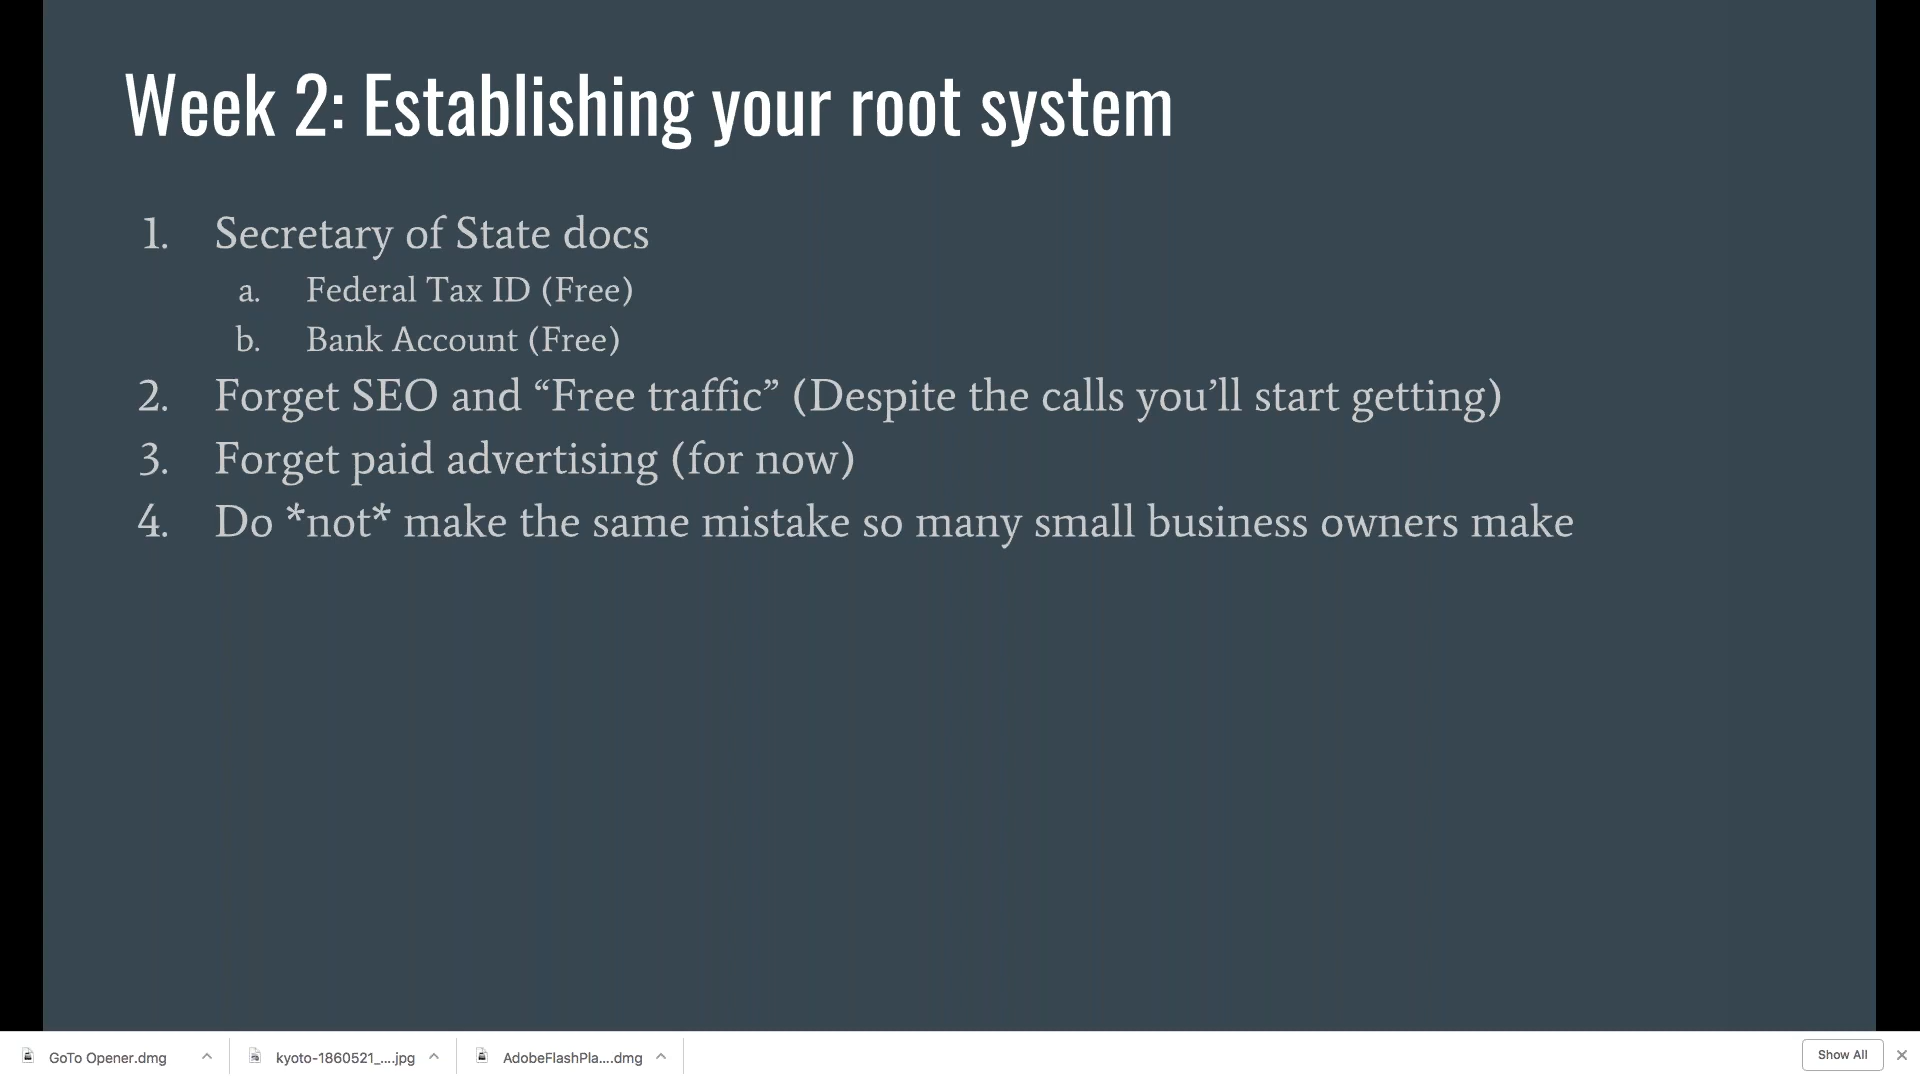 Week 2: Establishing your root system
1. Secretary of State docs
a. Federal Tax ID (Free)
b. Bank Account (Free)
2. Forget SEO and “Free traffic” (Despite the calls you’ll start getting)
3. Forget paid advertising (for now)
4. Do *not* make the same mistake so many small business owners make
GoTo Opener.dmg
kyoto-1860521_....jpg
AdobeFlashPla....dmg
Show All